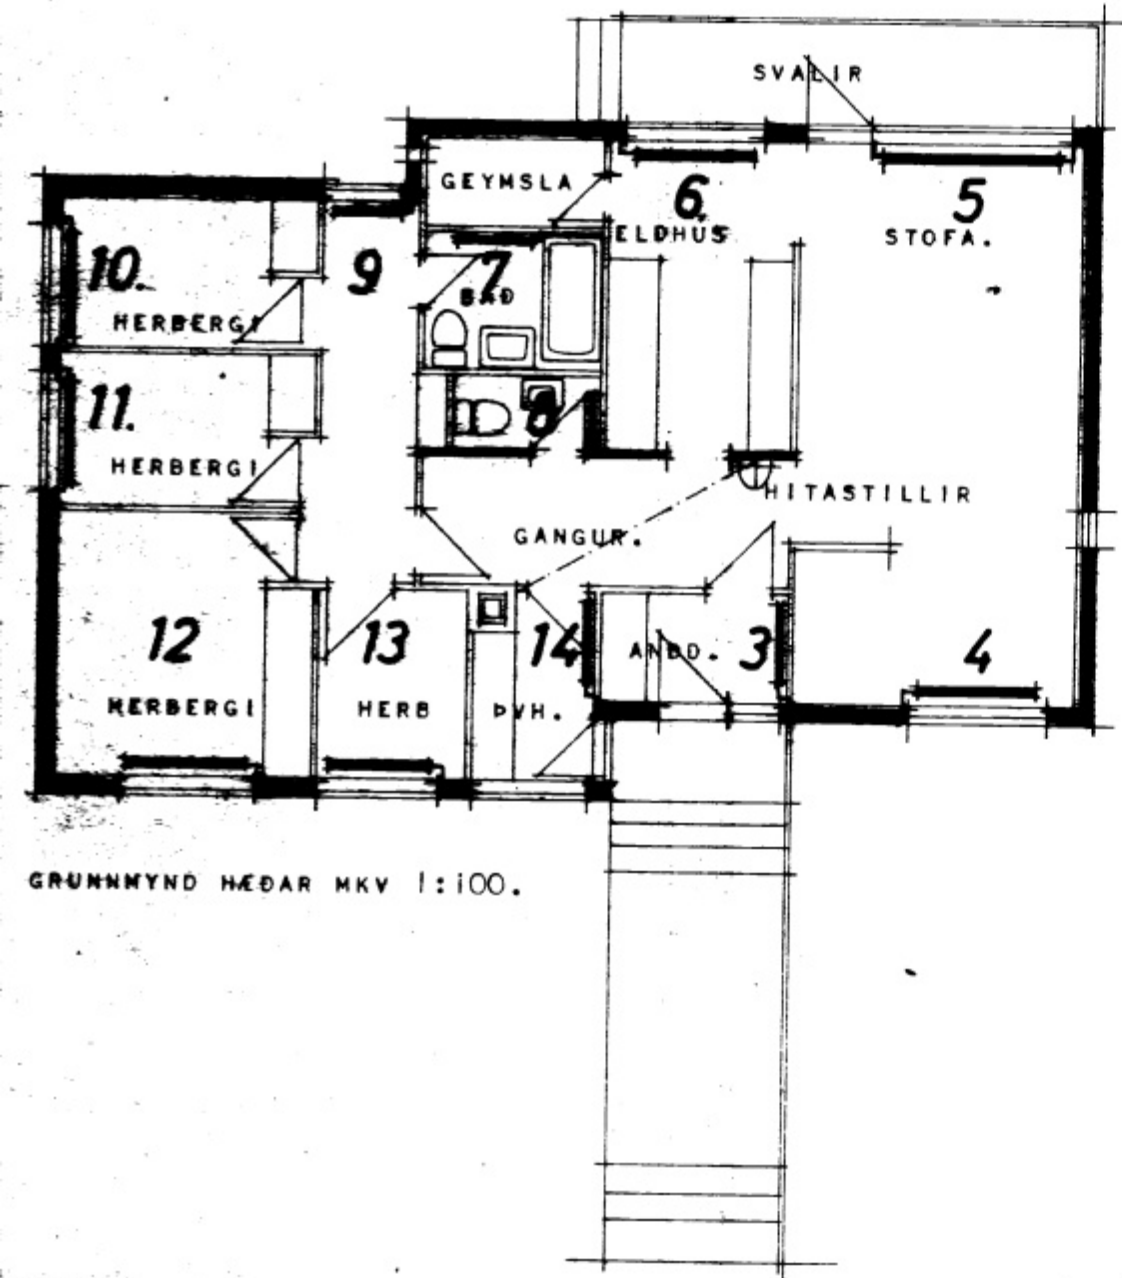 SVALIR
GEYMSLA
6.
5
ELDHUS
STOFA.
10.
9
7
BAÐ
HERBERGI
11.
8
HERBERGI
HITASTILLIR
GANGUR.
12
13
14
ANDD.
3
4
HERBERGI
HERB
ÞVH.
GRUNNMYND HÆÐAR MKV 1:100.